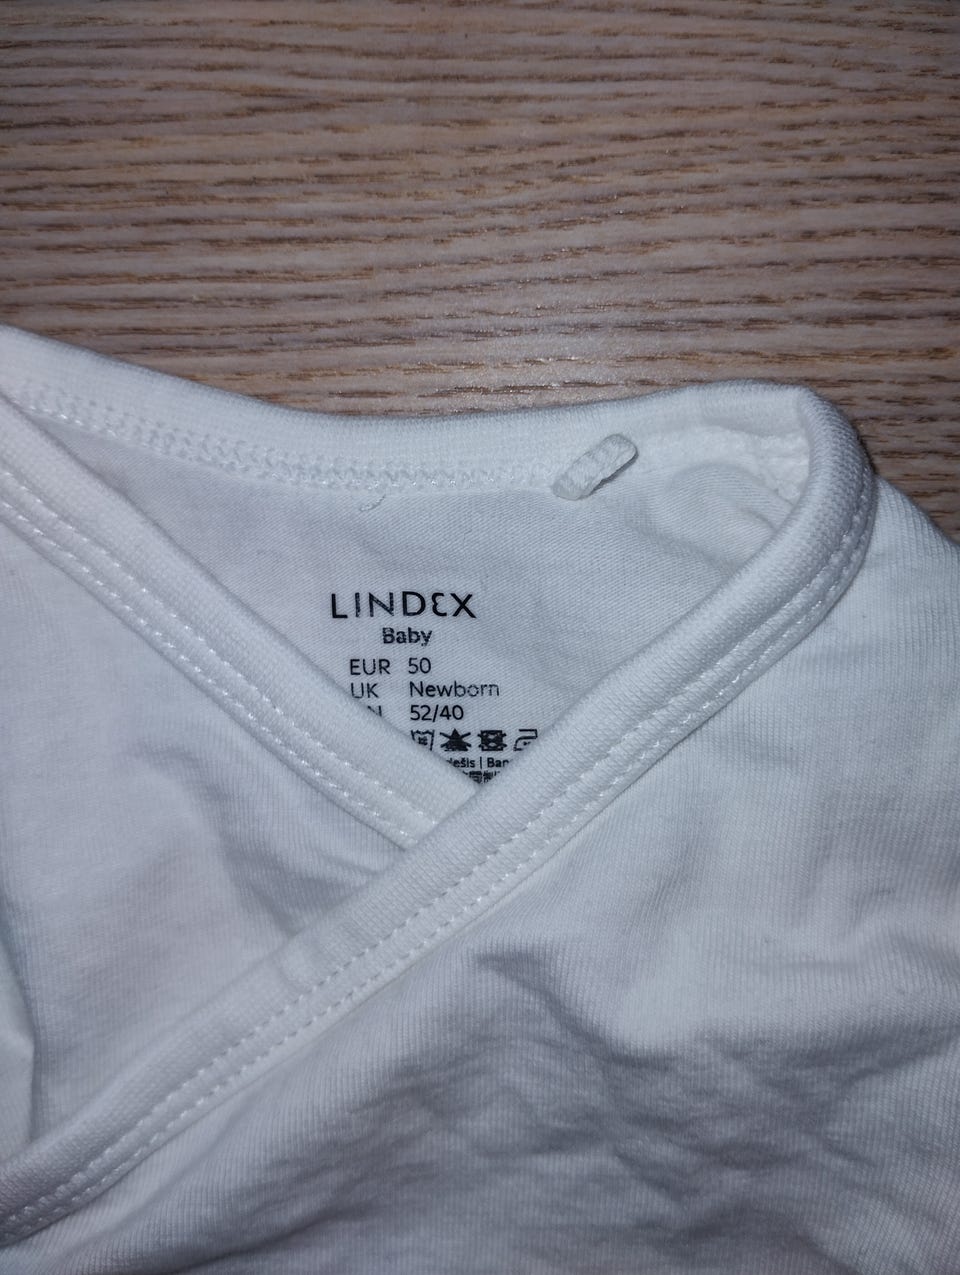 LINDEX
Baby
EUR 50
UK Newborn
52/40